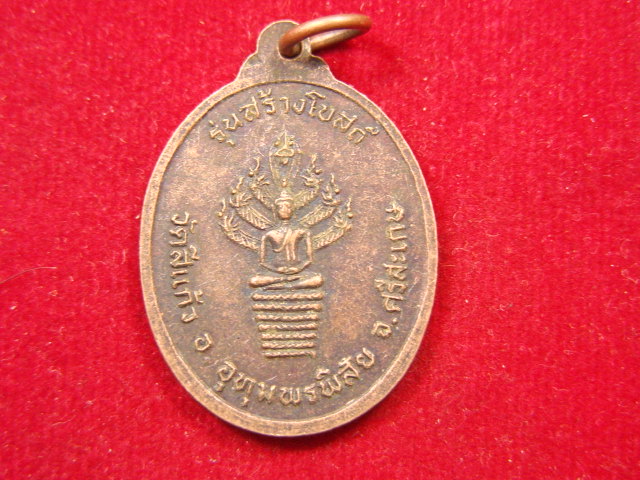 รุ่นสร้างโบสถ์
วัดสีแก้ว อ.อุทุมพรพิสัย จ.ศรีสะเกษ